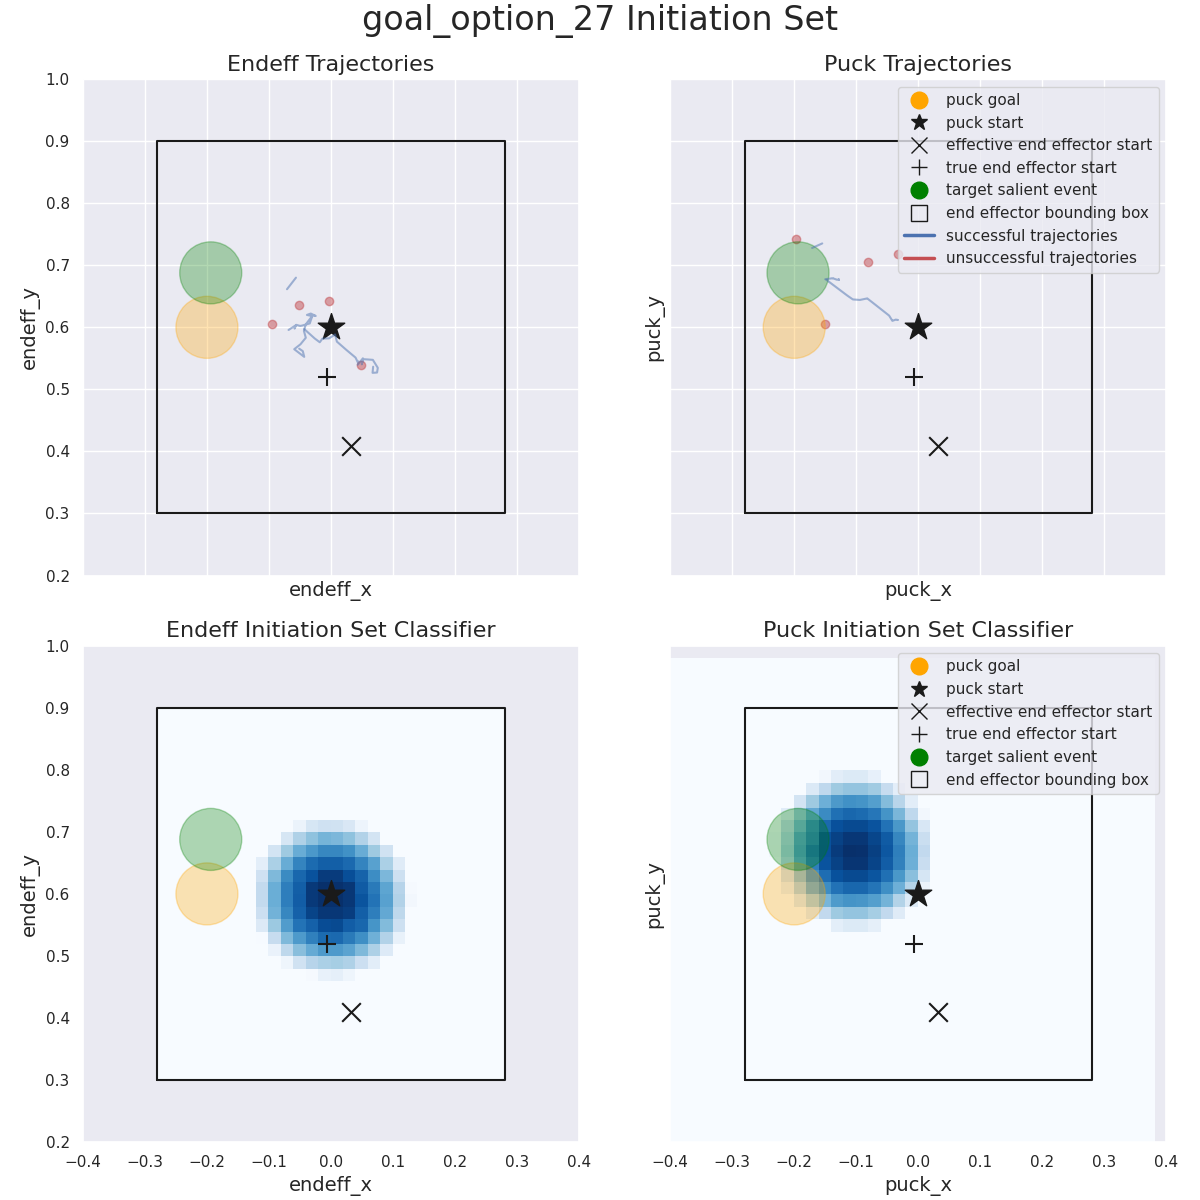 goal_option_27 Initiation Set
Endeff Trajectories
Puck Trajectories
1.0
0.9
0.8
0.7
0.6
0.5
0.4
0.3
0.2
endeff_y
endeff_x
puck_y
puck_x
puck goal
puck start
effective end effector start
true end effector start
target salient event
end effector bounding box
successful trajectories
unsuccessful trajectories
Endeff Initiation Set Classifier
Puck Initiation Set Classifier
1.0
0.9
0.8
0.7
0.6
0.5
0.4
0.3
0.2
endeff_y
−0.4 −0.3 −0.2 −0.1 0.0 0.1 0.2 0.3 0.4
endeff_x
puck_y
puck goal
puck start
effective end effector start
true end effector start
target salient event
end effector bounding box
−0.4 −0.3 −0.2 −0.1 0.0 0.1 0.2 0.3 0.4
puck_x